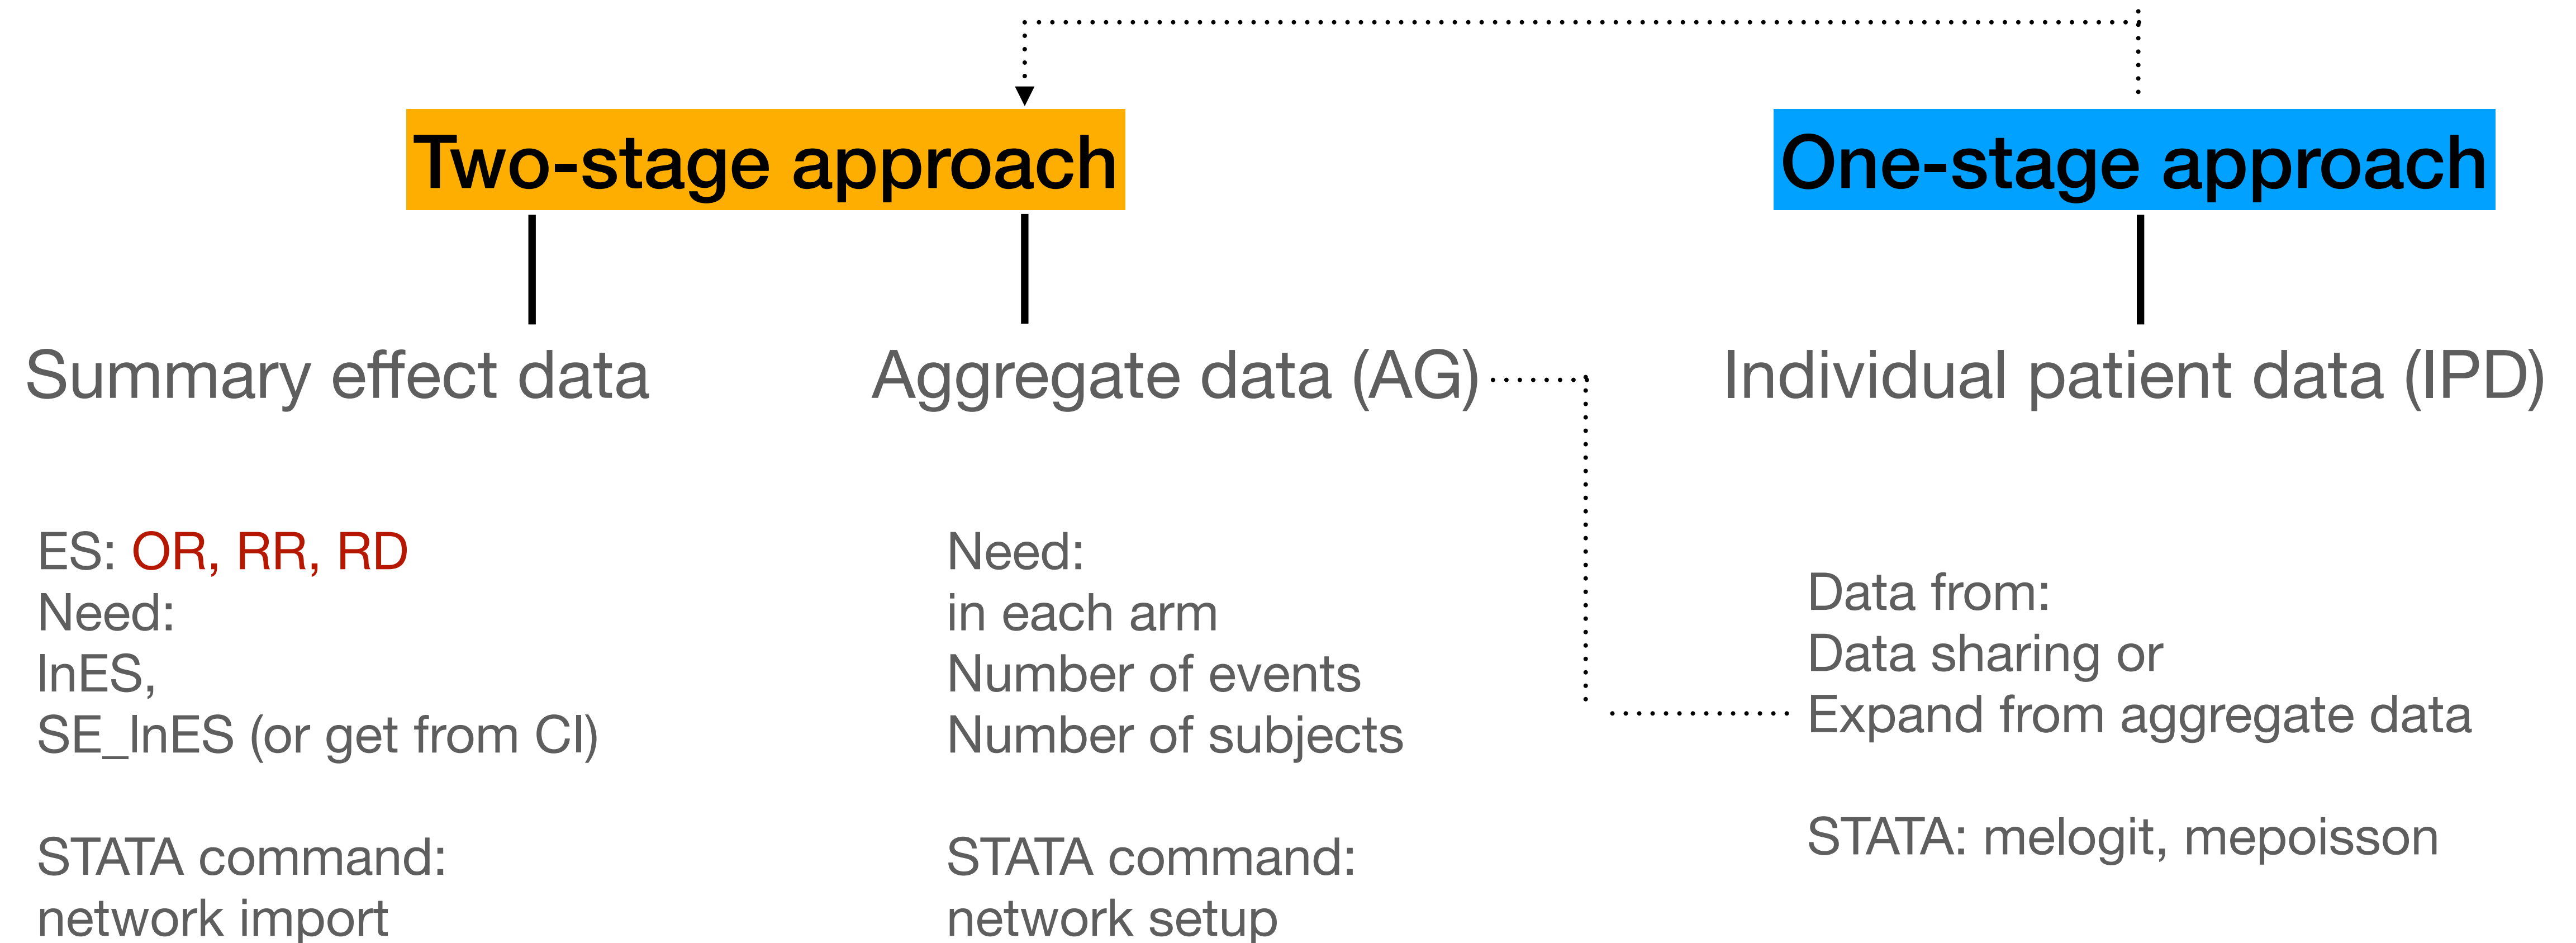 Two-stage approach
One-stage approach
Summary effect data
Aggregate data (AG)
Individual patient data (IPD)
ES: OR, RR, RD
Need:
lnES,
SE_lnES (or get from CI)
STATA command:
network import
Need:
in each arm
Number of events
Number of subjects
STATA command:
network setup
Data from:
Data sharing or
Expand from aggregate data
STATA: melogit, mepoisson